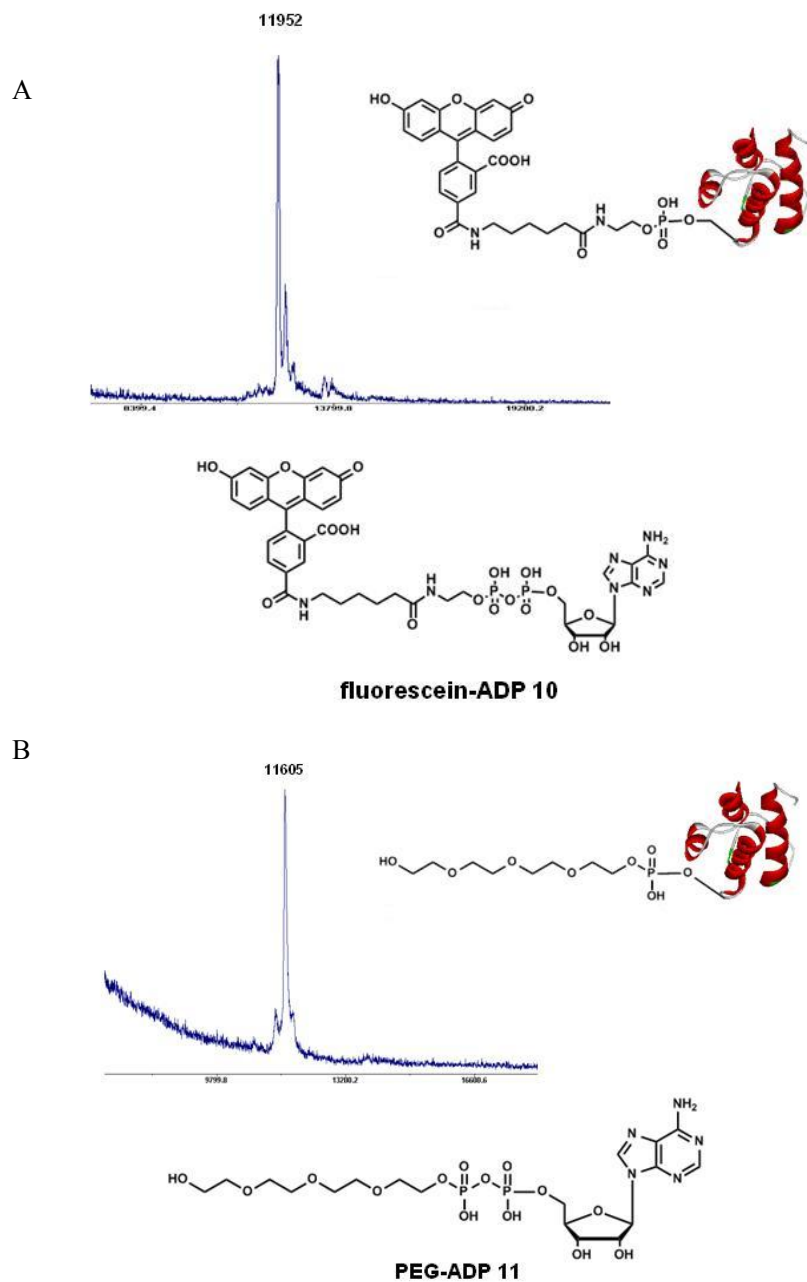 11952
A
HO O O
COOH
OH
H
N
O P O
O N
H
O
O
8399.4 13799.8 19200.2
HO O O
COOH
NH2
OH OH
N N
H
N
O P O P O
N N
O N
H
O
O O
O
OH OH
fluorescein-ADP 10
B
11605
HO O O O O P O
O
OH
9799.8 13200.2 16600.6
NH2
N N
O O
HO O O O O P O P O
N N
OH OH
O
OH OH
PEG-ADP 11